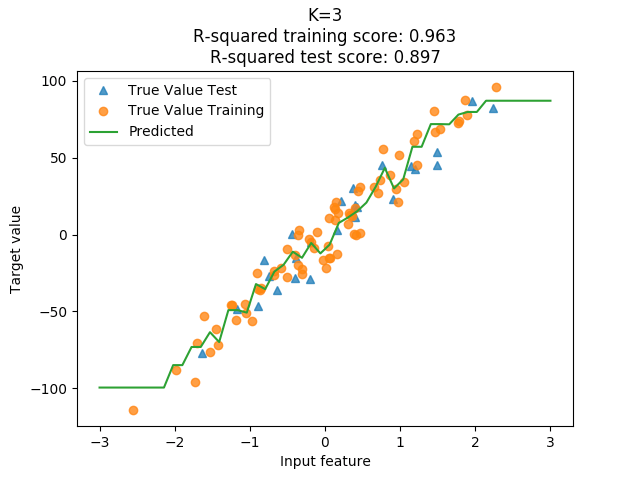 K=3
R-squared training score: 0.963
R-squared test score: 0.897
True Value Test
True Value Training
Predicted
100
50
0
−50
−100
Target value
−3 −2 −1 0 1 2 3
Input feature